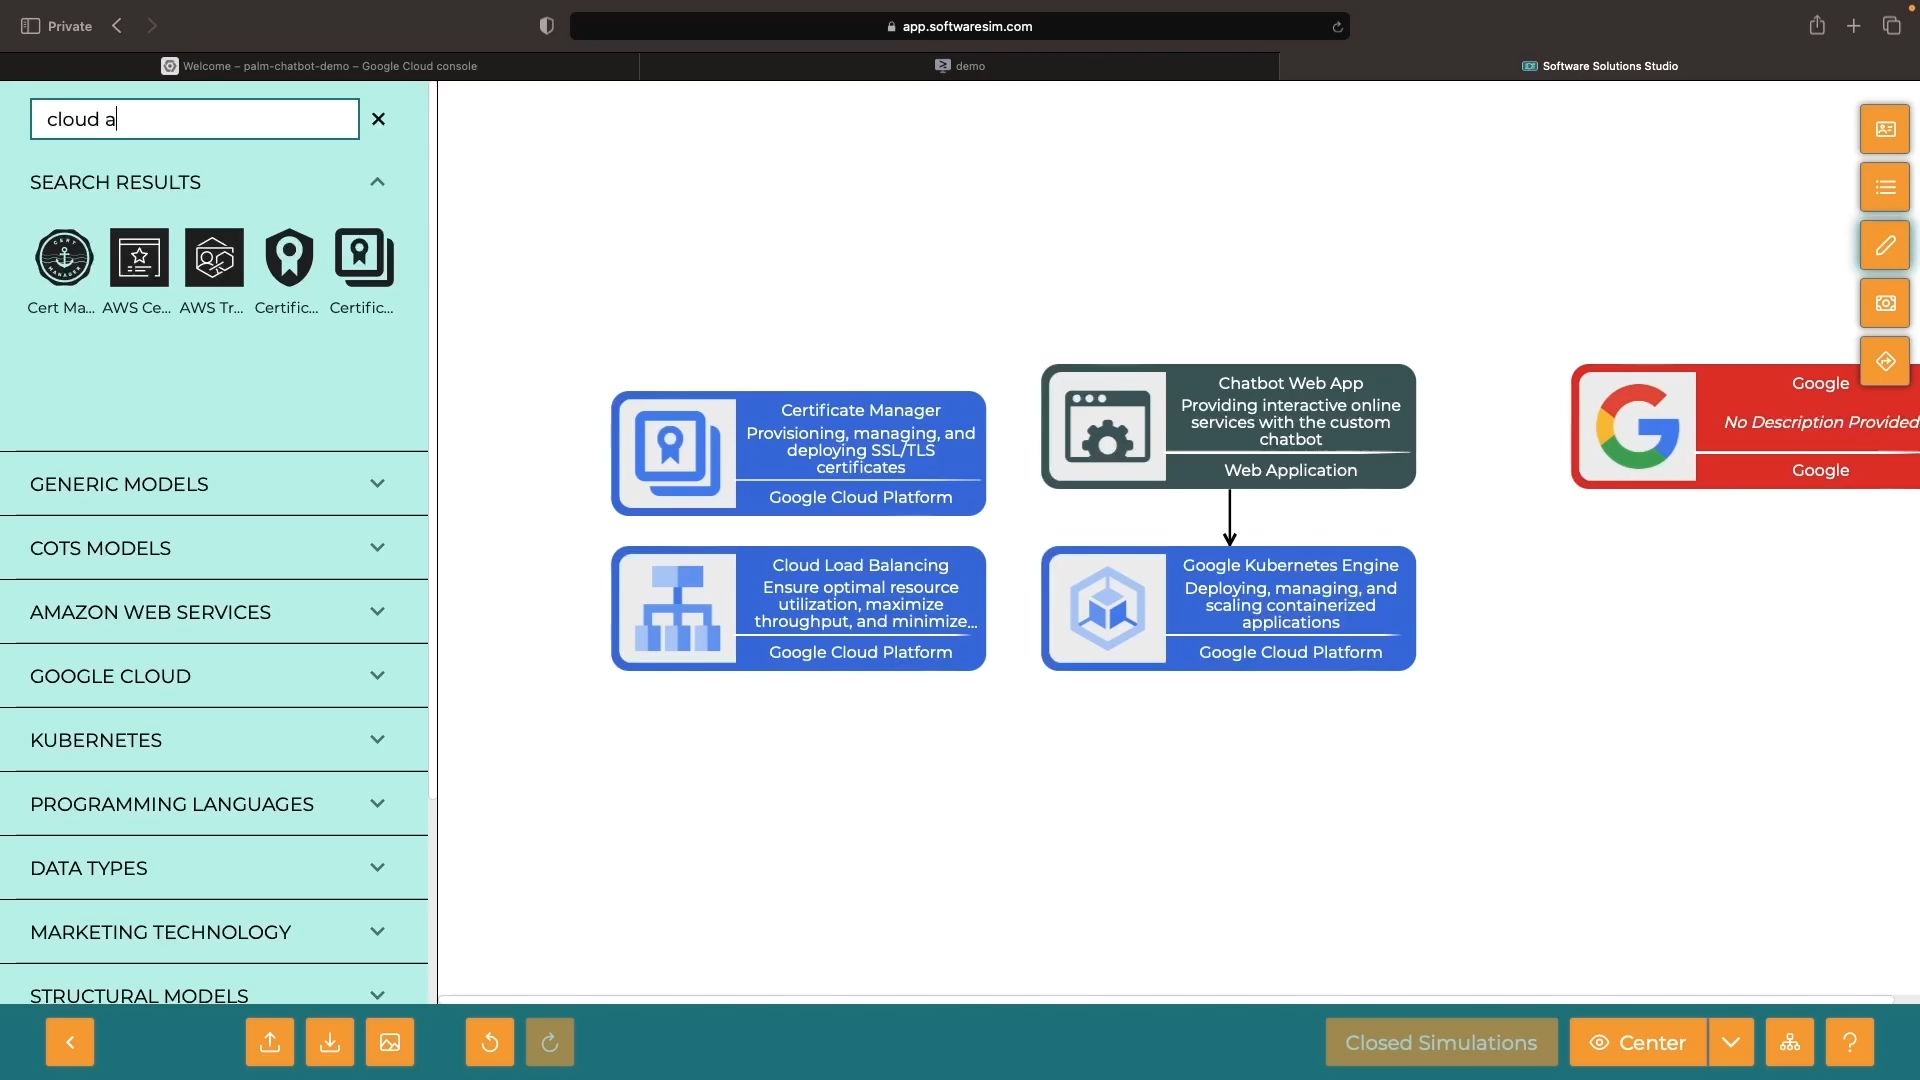 Private
app.softwaresim.com
Welcome – palm-chatbot-demo – Google Cloud console
demo
Software Solutions Studio
cloud a
SEARCH RESULTS
CERT
MANAGER
Cert Ma...
AWS Ce...
AWS Tr...
Certific...
Certific...
GENERIC MODELS
COTS MODELS
AMAZON WEB SERVICES
GOOGLE CLOUD
KUBERNETES
PROGRAMMING LANGUAGES
DATA TYPES
MARKETING TECHNOLOGY
STRUCTURAL MODELS
Certificate Manager
Provisioning, managing, and
deploying SSL/TLS
certificates
Google Cloud Platform
Chatbot Web App
Providing interactive online
services with the custom
chatbot
Web Application
Google
No Description Provided
Google
Cloud Load Balancing
Ensure optimal resource
utilization, maximize
throughput, and minimize...
Google Cloud Platform
Google Kubernetes Engine
Deploying, managing, and
scaling containerized
applications
Google Cloud Platform
Closed Simulations
Center
?